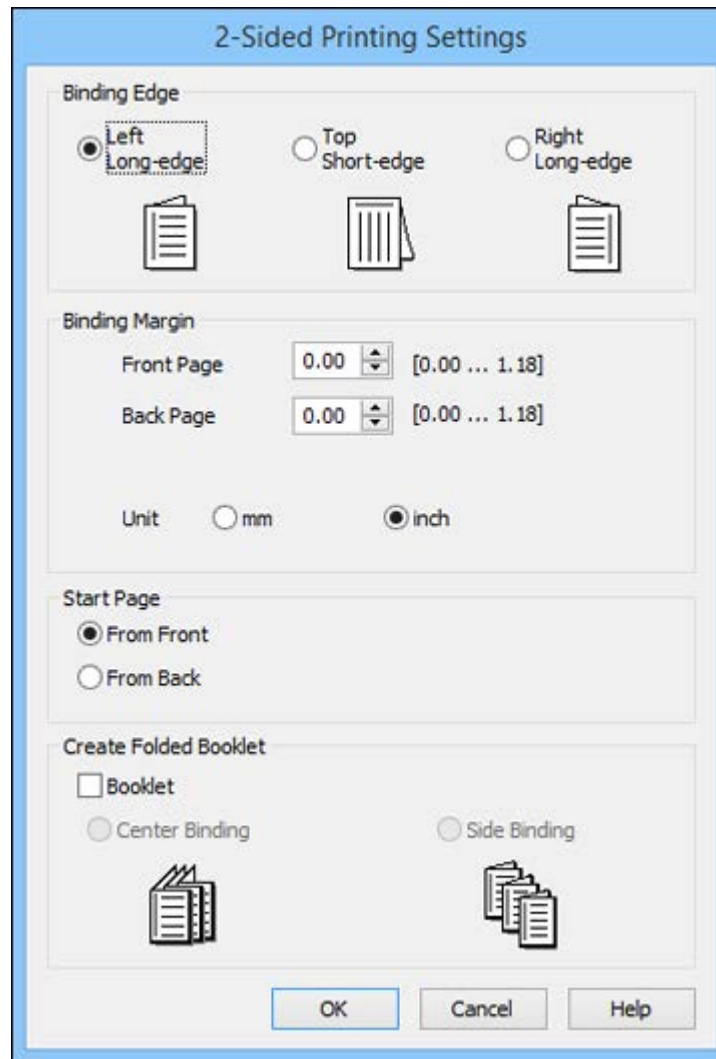 2-Sided Printing Settings
Binding Edge
Left Long-edge
Top Short-edge
Right Long-edge
Binding Margin
Front Page 0.00 [0.00 ... 1.18]
Back Page 0.00 [0.00 ... 1.18]
Unit mm inch
Start Page
From Front
From Back
Create Folded Booklet
Booklet
Center Binding Side Binding
OK Cancel Help